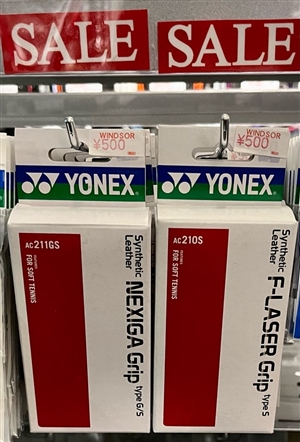 SALE
SALE
WINDSOR
¥500
WINDSOR
¥500
YONEX
YONEX
AC211GS
FOR SOFT TENNIS
Synthetic
Leather
NEXIGA Grip type G/S
AC210S
FOR SOFT TENNIS
Synthetic
Leather
F-LASER Grip type S